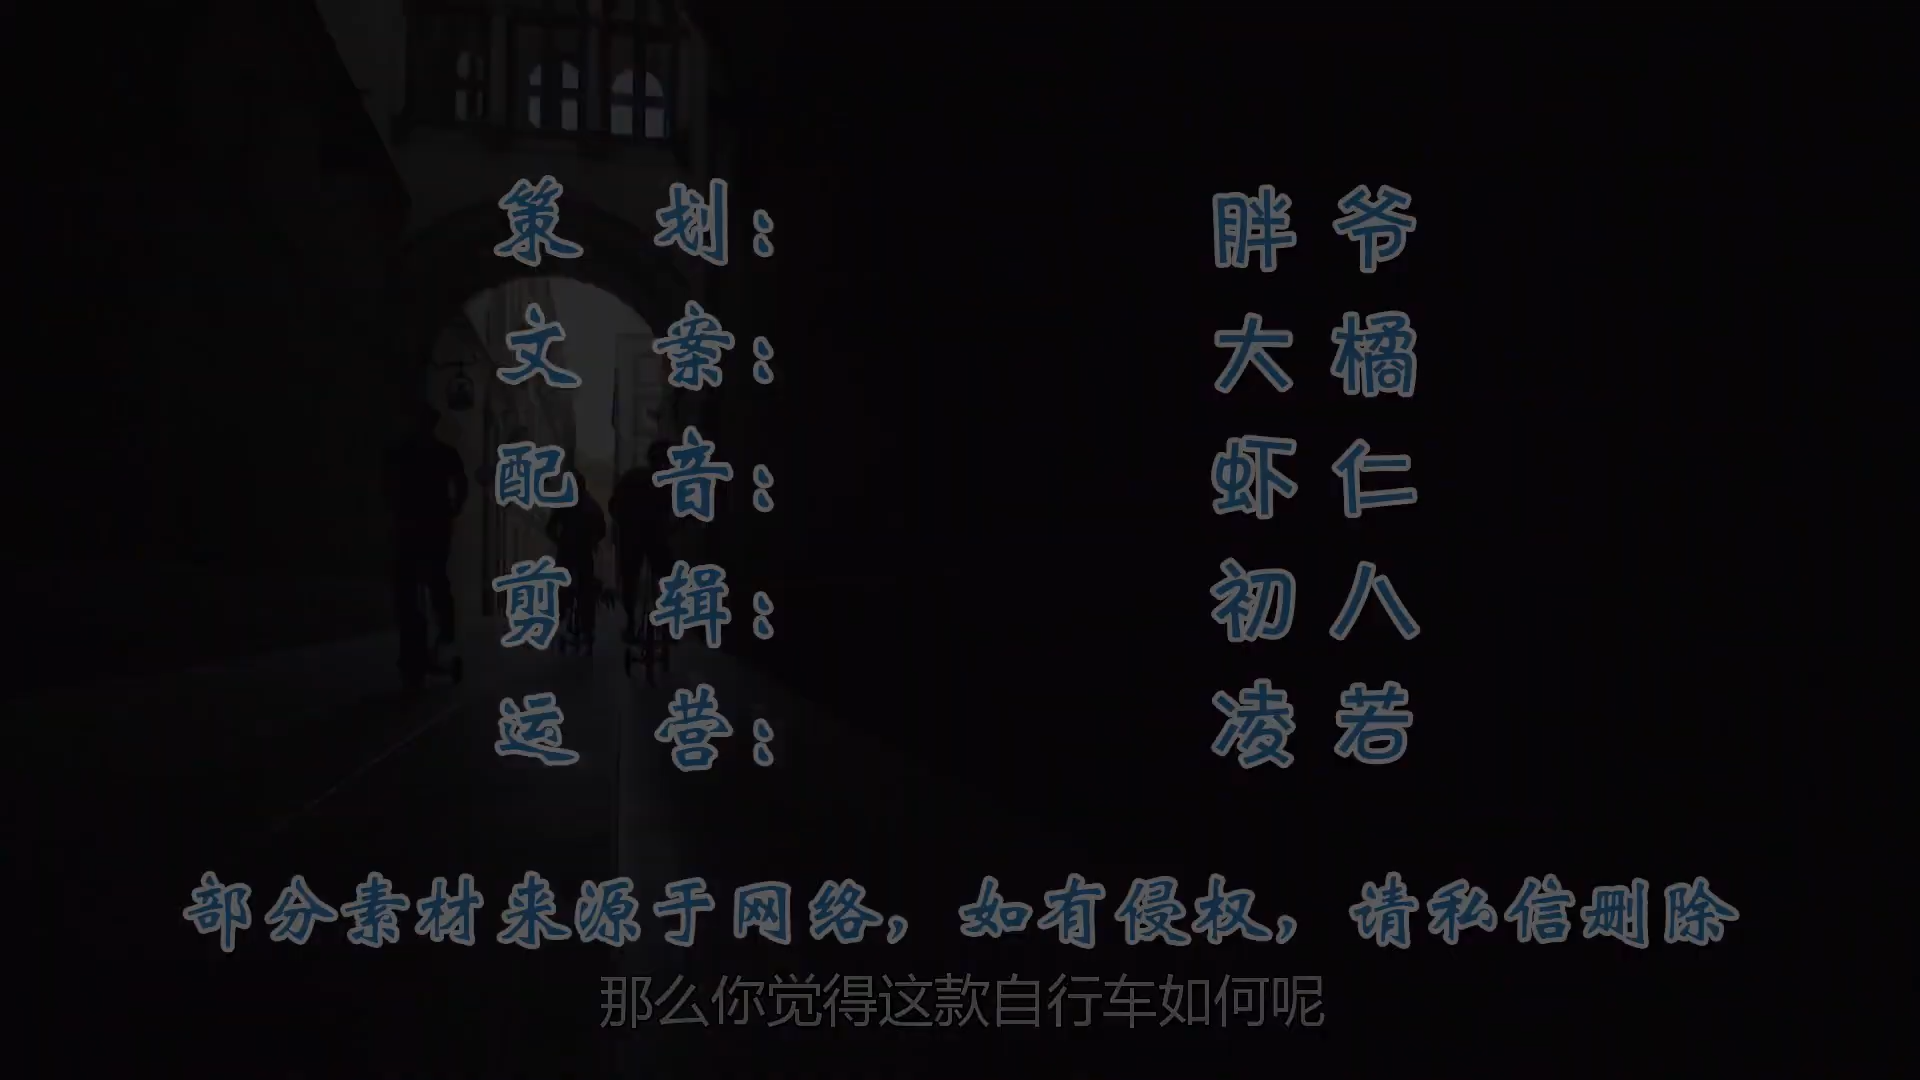 策 划： 胖 爷
文 案： 大 橘
配 音： 虾 仁
剪 辑： 初 八
运 营： 凌 若
部分素材来源于网络，如有侵权，请私信删除
那么你觉得这款自行车如何呢